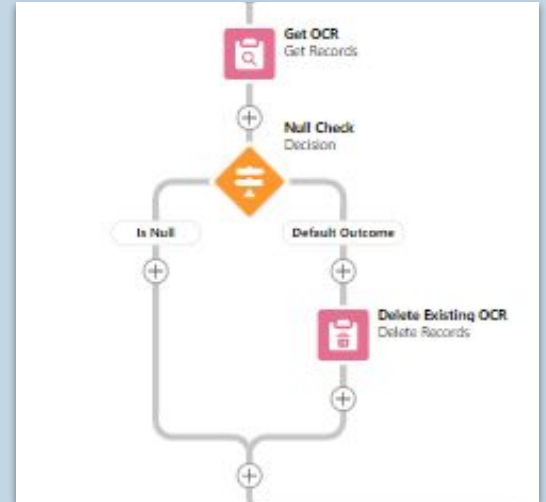 Get OCR
Get Records
Null Check
Decision
Is Null
Default Outcome
Delete Existing OCR
Delete Records